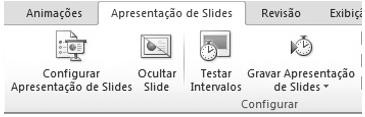 Animações Apresentação de Slides Revisão Exibiç
Configurar Apresentação de Slides
Ocultar Slide
Testar Intervalos
Gravar Apresentação de Slides
Configurar